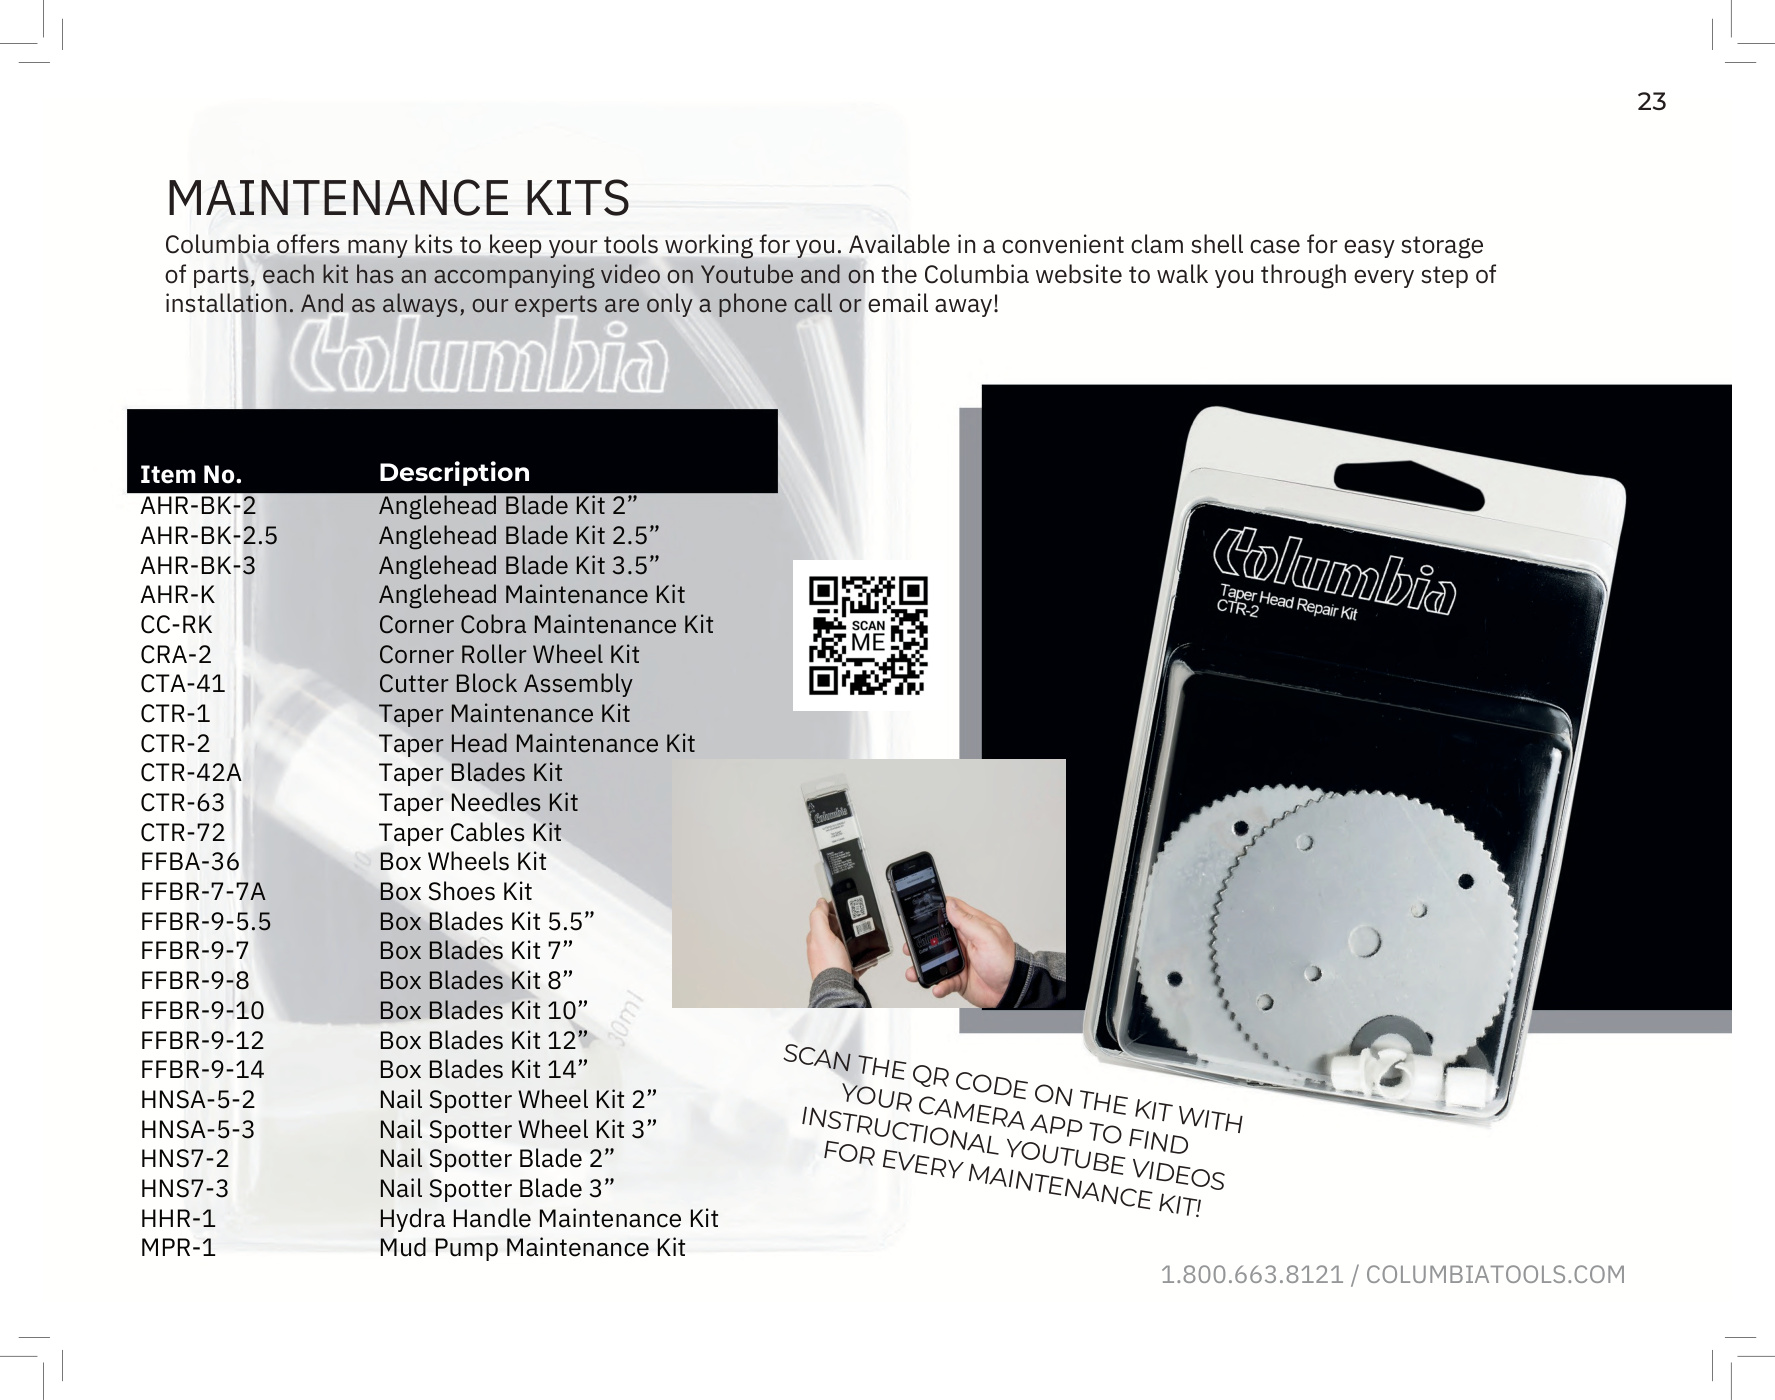 23
MAINTENANCE KITS
Columbia offers many kits to keep your tools working for you. Available in a convenient clam shell case for easy storage
of parts, each kit has an accompanying video on Youtube and on the Columbia website to walk you through every step of
installation. And as always, our experts are only a phone call or email away!
Columbia
Item No. Description
AHR-BK-2 Anglehead Blade Kit 2”
AHR-BK-2.5 Anglehead Blade Kit 2.5”
AHR-BK-3 Anglehead Blade Kit 3.5”
AHR-K Anglehead Maintenance Kit
CC-RK Corner Cobra Maintenance Kit
CRA-2 Corner Roller Wheel Kit
CTA-41 Cutter Block Assembly
CTR-1 Taper Maintenance Kit
CTR-2 Taper Head Maintenance Kit
CTR-42A Taper Blades Kit
CTR-63 Taper Needles Kit
CTR-72 Taper Cables Kit
FFBA-36 Box Wheels Kit
FFBR-7-7A Box Shoes Kit
FFBR-9-5.5 Box Blades Kit 5.5”
FFBR-9-7 Box Blades Kit 7”
FFBR-9-8 Box Blades Kit 8”
FFBR-9-10 Box Blades Kit 10”
FFBR-9-12 Box Blades Kit 12”
FFBR-9-14 Box Blades Kit 14”
HNSA-5-2 Nail Spotter Wheel Kit 2”
HNSA-5-3 Nail Spotter Wheel Kit 3”
HNS7-2 Nail Spotter Blade 2”
HNS7-3 Nail Spotter Blade 3”
HHR-1 Hydra Handle Maintenance Kit
MPR-1 Mud Pump Maintenance Kit
30ml
SCAN
ME
Columbia
Columbia
Taper Head Repair Kit
CTR-2
SCAN THE QR CODE ON THE KIT WITH
YOUR CAMERA APP TO FIND
INSTRUCTIONAL YOUTUBE VIDEOS
FOR EVERY MAINTENANCE KIT!
1.800.663.8121 / COLUMBIATOOLS.COM